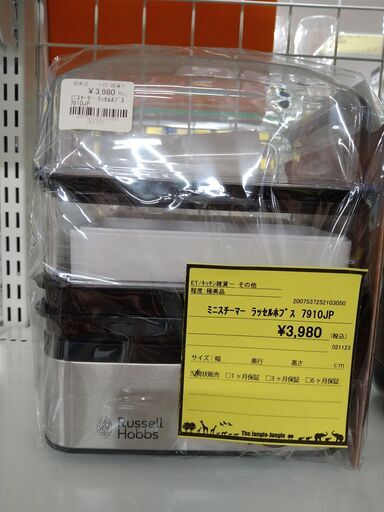 極美品
¥3,980
ミニスチーマー ラッセルホブス
7910JP
ET/キッチン雑貨ー その他
程度:極美品
2007537252103050
ミニスチーマー ラッセルホブス 7910JP
¥3,980 (税込)
021123
サイズ:幅 奥行 高さ cm
現状販売 □1ヶ月保証 □3ヶ月保証 □6ヶ月保証
The Jungle-Jungle
Russell
Hobbs